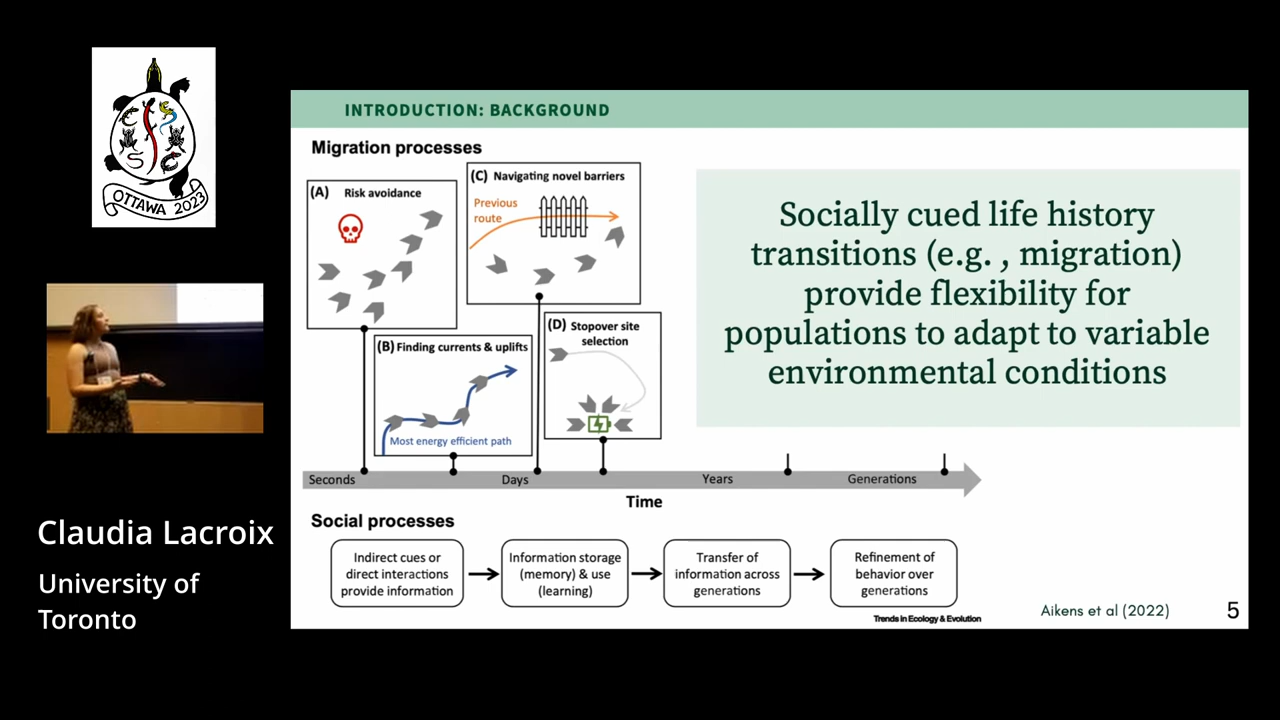 OTTAWA 2023
Claudia Lacroix
University of
Toronto
INTRODUCTION: BACKGROUND
Migration processes
(A) Risk avoidance
(C) Navigating novel barriers
Previous
route
(B) Finding currents & uplifts
Most energy efficient path
(D) Stopover site
selection
Seconds Days Years Generations
Time
Social processes
Indirect cues or
direct interactions
provide information
Information storage
(memory) & use
(learning)
Transfer of
information across
generations
Refinement of
behavior over
generations
Trends in Ecology & Evolution
Socially cued life history
transitions (e.g. , migration)
provide flexibility for
populations to adapt to variable
environmental conditions
Aikens et al (2022)
5